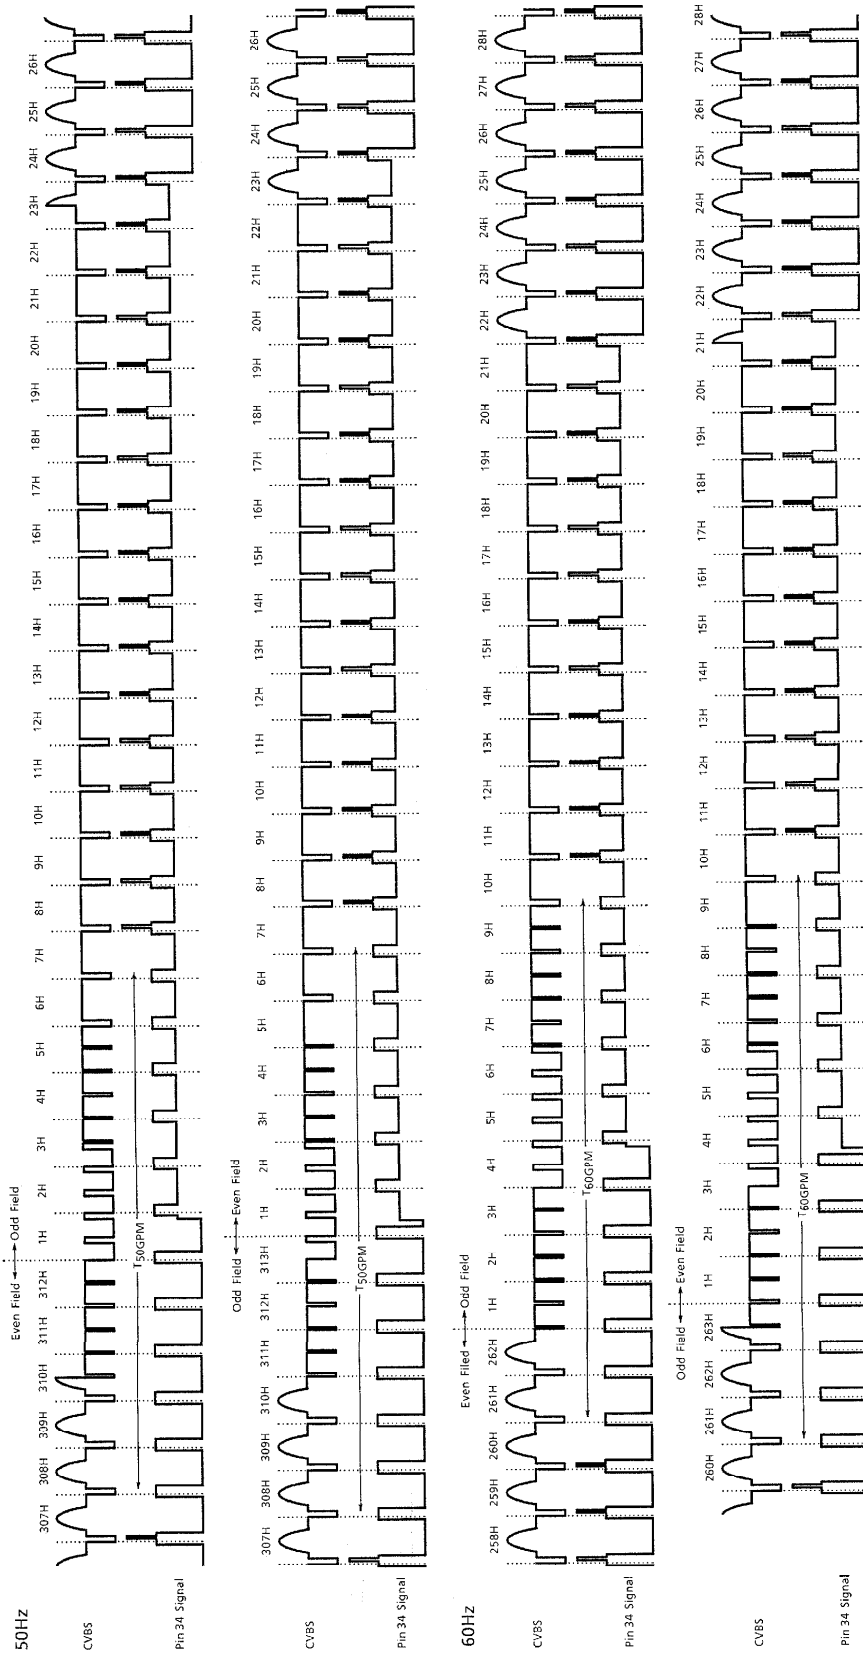 50Hz
Even Field ←→ Odd Field
307H 308H 309H 310H 311H 312H 1H 2H 3H 4H 5H 6H 7H 8H 9H 10H 11H 12H 13H 14H 15H 16H 17H 18H 19H 20H 21H 22H 23H 24H 25H 26H
CVBS
T50GPM
Pin 34 Signal
Odd Field ←→ Even Field
307H 308H 309H 310H 311H 312H 313H 1H 2H 3H 4H 5H 6H 7H 8H 9H 10H 11H 12H 13H 14H 15H 16H 17H 18H 19H 20H 21H 22H 23H 24H 25H 26H
CVBS
T50GPM
Pin 34 Signal
60Hz
Even Filed ←→ Odd Field
258H 259H 260H 261H 262H 1H 2H 3H 4H 5H 6H 7H 8H 9H 10H 11H 12H 13H 14H 15H 16H 17H 18H 19H 20H 21H 22H 23H 24H 25H 26H 27H 28H
CVBS
T60GPM
Pin 34 Signal
Odd Field ←→ Even Field
260H 261H 262H 263H 1H 2H 3H 4H 5H 6H 7H 8H 9H 10H 11H 12H 13H 14H 15H 16H 17H 18H 19H 20H 21H 22H 23H 24H 25H 26H 27H 28H
CVBS
T60GPM
Pin 34 Signal